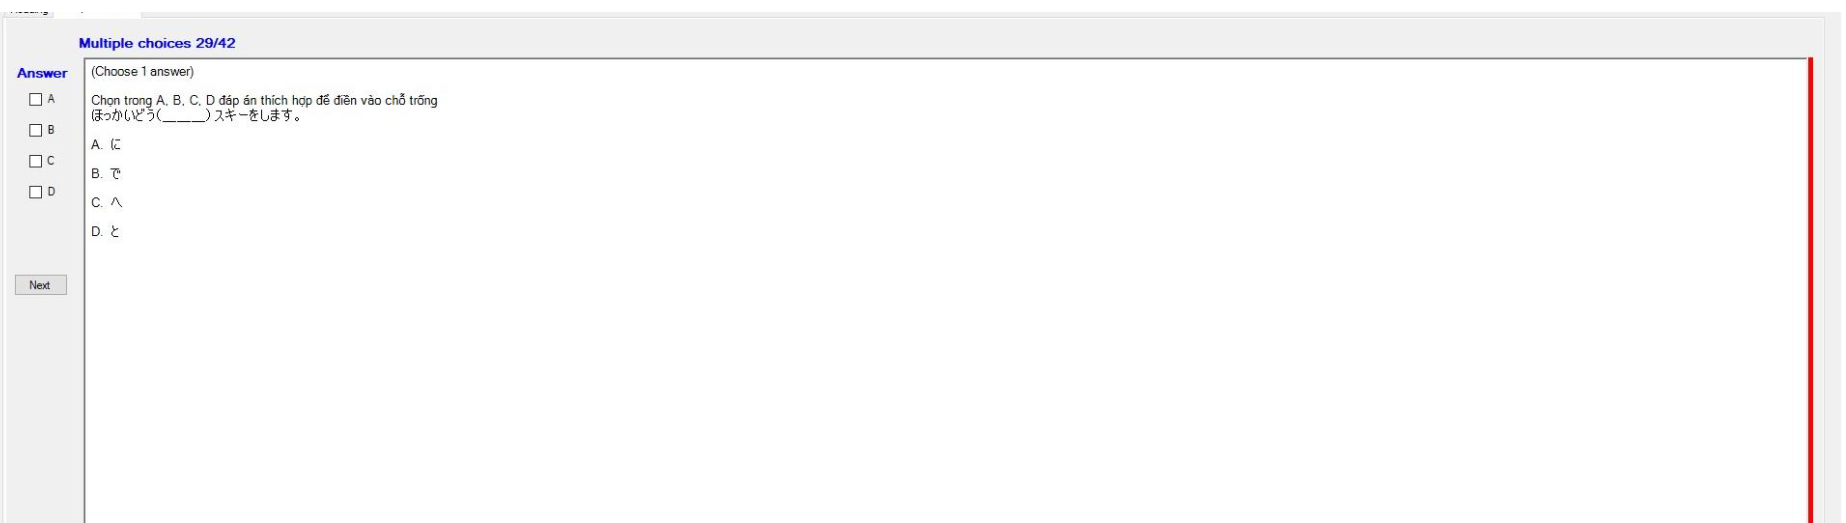 Multiple choices 29/42
Answer
A
B
C
D
Next
(Choose 1 answer)
Chọn trong A, B, C, D đáp án thích hợp để điền vào chỗ trống
ほっかいどう(______) スキーをします。
A. に
B. で
C. へ
D. と